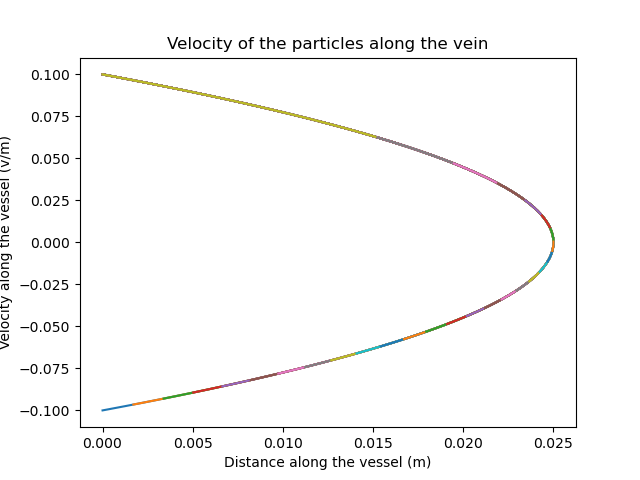 Velocity of the particles along the vein
0.100
0.075
0.050
0.025
0.000
−0.025
−0.050
−0.075
−0.100
Velocity along the vessel (v/m)
0.000 0.005 0.010 0.015 0.020 0.025
Distance along the vessel (m)